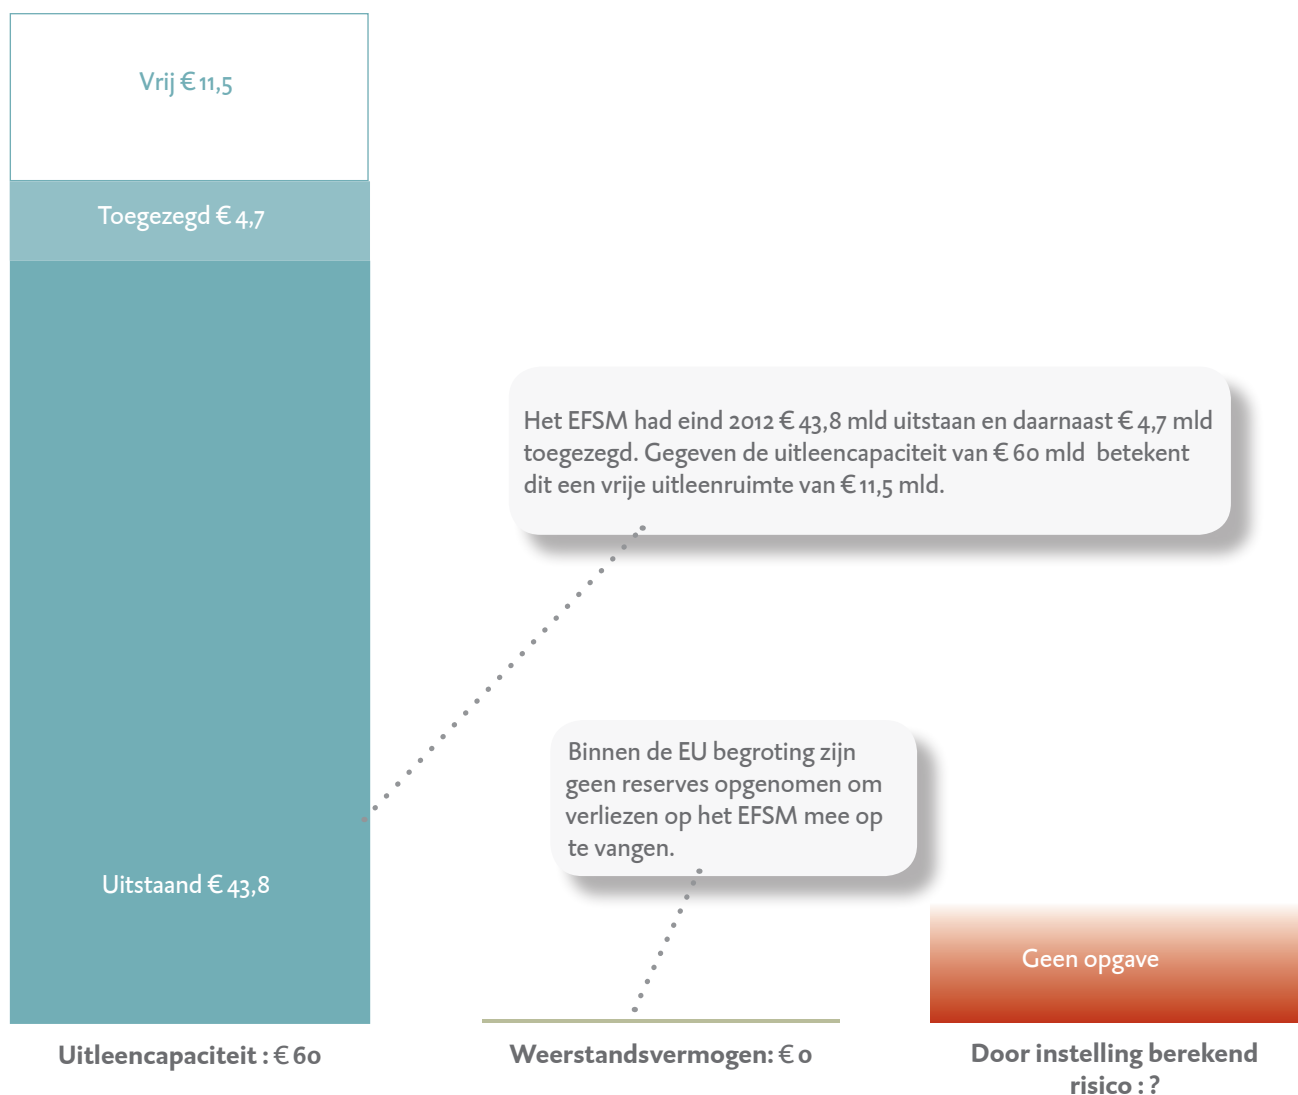 Vrij € 11,5
Toegezegd € 4,7
Het EFSM had eind 2012 € 43,8 mld uitstaan en daarnaast € 4,7 mld
toegezegd. Gegeven de uitleencapaciteit van € 60 mld betekent
dit een vrije uitleenruimte van € 11,5 mld.
Binnen de EU begroting zijn
geen reserves opgenomen om
verliezen op het EFSM mee op
te vangen.
Uitstaand € 43,8
Geen opgave
Uitleencapaciteit : € 60
Weerstandsvermogen: € 0
Door instelling berekend
risico : ?